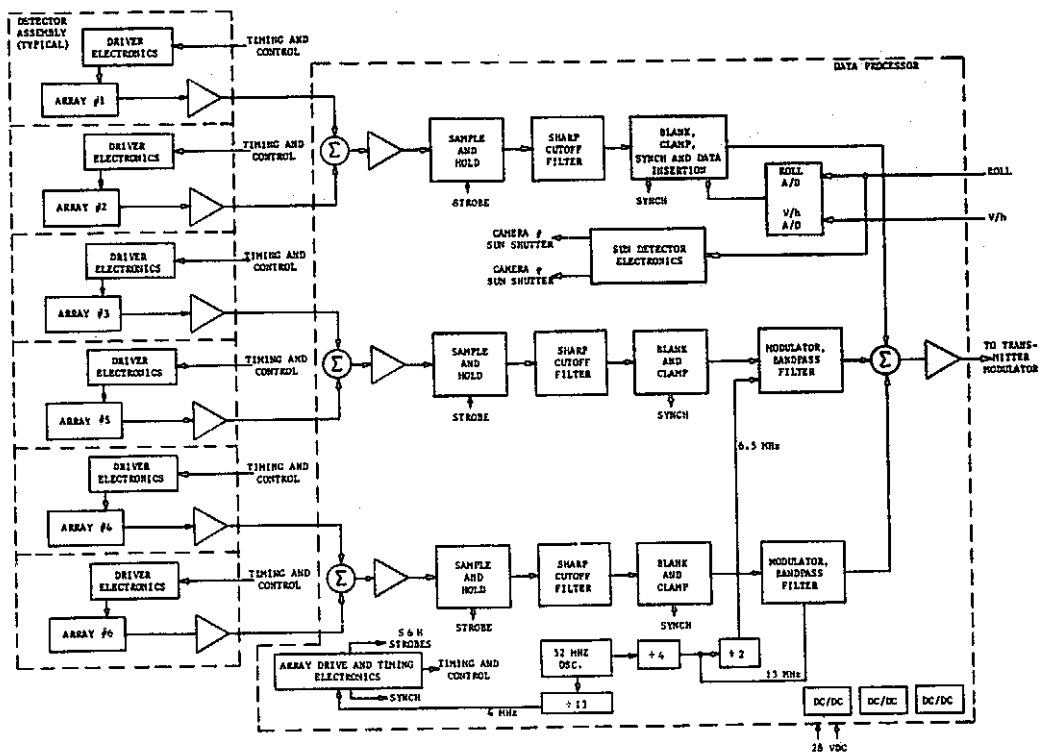 DETECTOR
ASSEMBLY
(TYPICAL)
DRIVER
ELECTRONICS
TIMING AND
CONTROL
ARRAY #1
DRIVER
ELECTRONICS
TIMING AND
CONTROL
ARRAY #2
DRIVER
ELECTRONICS
TIMING AND
CONTROL
ARRAY #3
DRIVER
ELECTRONICS
TIMING AND
CONTROL
ARRAY #5
DRIVER
ELECTRONICS
TIMING AND
CONTROL
ARRAY #4
DRIVER
ELECTRONICS
TIMING AND
CONTROL
ARRAY #6
DATA PROCESSOR
Σ
SAMPLE
AND
HOLD
STROBE
SHARP
CUTOFF
FILTER
BLANK,
CLAMP,
SYNCH AND DATA
INSERTION
SYNCH
ROLL
A/D
V/h
A/D
ROLL
V/h
CAMERA #
SUN SHUTTER
CAMERA #
SUN SHUTTER
SUN DETECTOR
ELECTRONICS
Σ
SAMPLE
AND
HOLD
STROBE
SHARP
CUTOFF
FILTER
BLANK
AND
CLAMP
SYNCH
MODULATOR,
BANDPASS
FILTER
Σ
TO TRANS-
MITTER
MODULATOR
6.5 MHz
Σ
SAMPLE
AND
HOLD
STROBE
SHARP
CUTOFF
FILTER
BLANK
AND
CLAMP
SYNCH
MODULATOR,
BANDPASS
FILTER
S & H
STROBES
ARRAY DRIVE AND TIMING
ELECTRONICS
TIMING AND
CONTROL
SYNCH
4 MHz
52 MHZ
OSC.
÷ 4
÷ 2
13 MHz
÷ 13
DC/DC
DC/DC
DC/DC
28 VDC